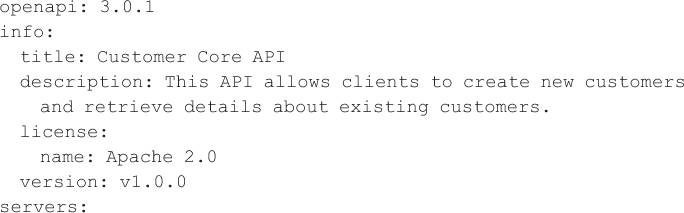 openapi: 3.0.1
info:
  title: Customer Core API
  description: This API allows clients to create new customers
    and retrieve details about existing customers.
  license:
    name: Apache 2.0
  version: v1.0.0
servers: